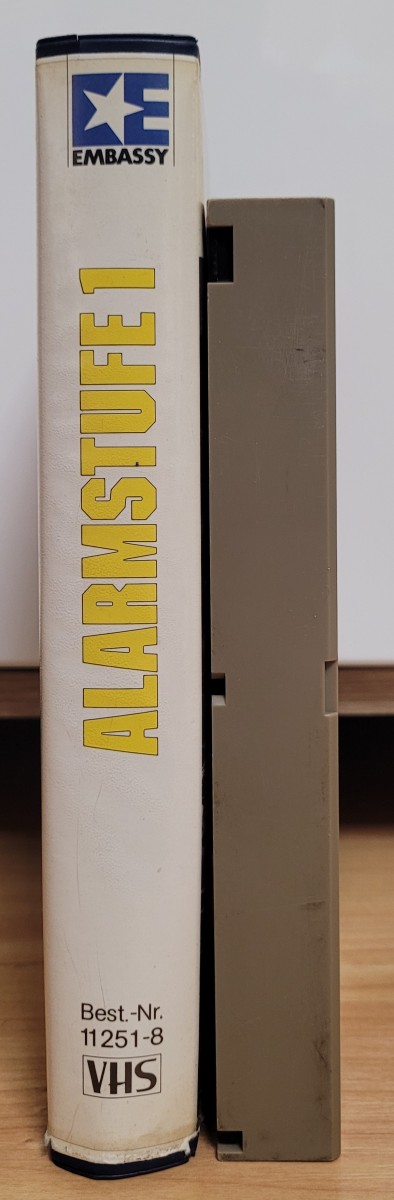 E
EMBASSY
ALARMSTUFE 1
Best.-Nr.
11251-8
VHS